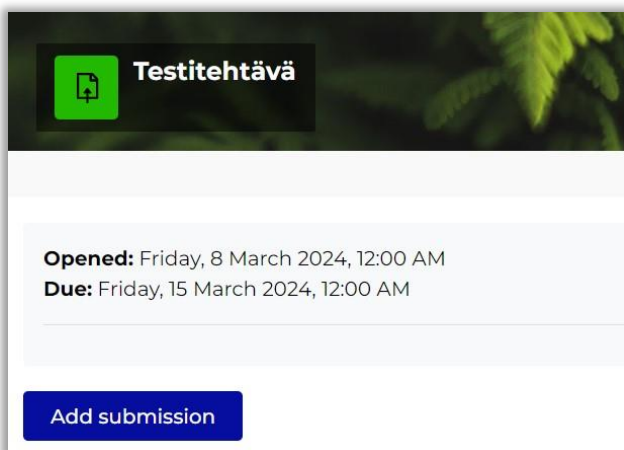 Testitehtävä
Opened: Friday, 8 March 2024, 12:00 AM
Due: Friday, 15 March 2024, 12:00 AM
Add submission